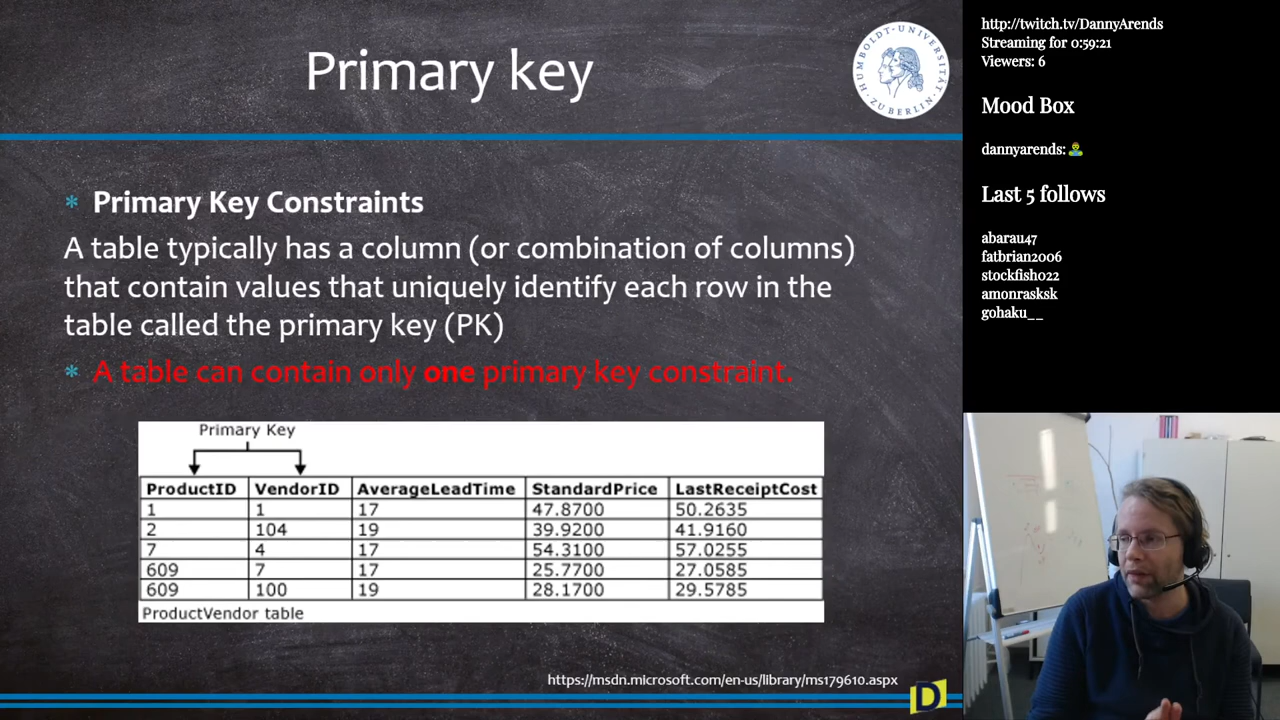 Primary key
HUMBOLDT-UNIVERSITÄT
ZU BERLIN
* Primary Key Constraints
A table typically has a column (or combination of columns)
that contain values that uniquely identify each row in the
table called the primary key (PK)
* A table can contain only one primary key constraint.
Primary Key
ProductID VendorID AverageLeadTime StandardPrice LastReceiptCost
1 1 17 47.8700 50.2635
2 104 19 39.9200 41.9160
7 4 17 54.3100 57.0255
609 7 17 25.7700 27.0585
609 100 19 28.1700 29.5785
ProductVendor table
https://msdn.microsoft.com/en-us/library/ms179610.aspx
D
http://twitch.tv/DannyArends
Streaming for 0:59:21
Viewers: 6
Mood Box
dannyarends: 🧟‍♂️
Last 5 follows
abarau47
fatbrian2006
stockfish022
amonrasksk
gohaku__